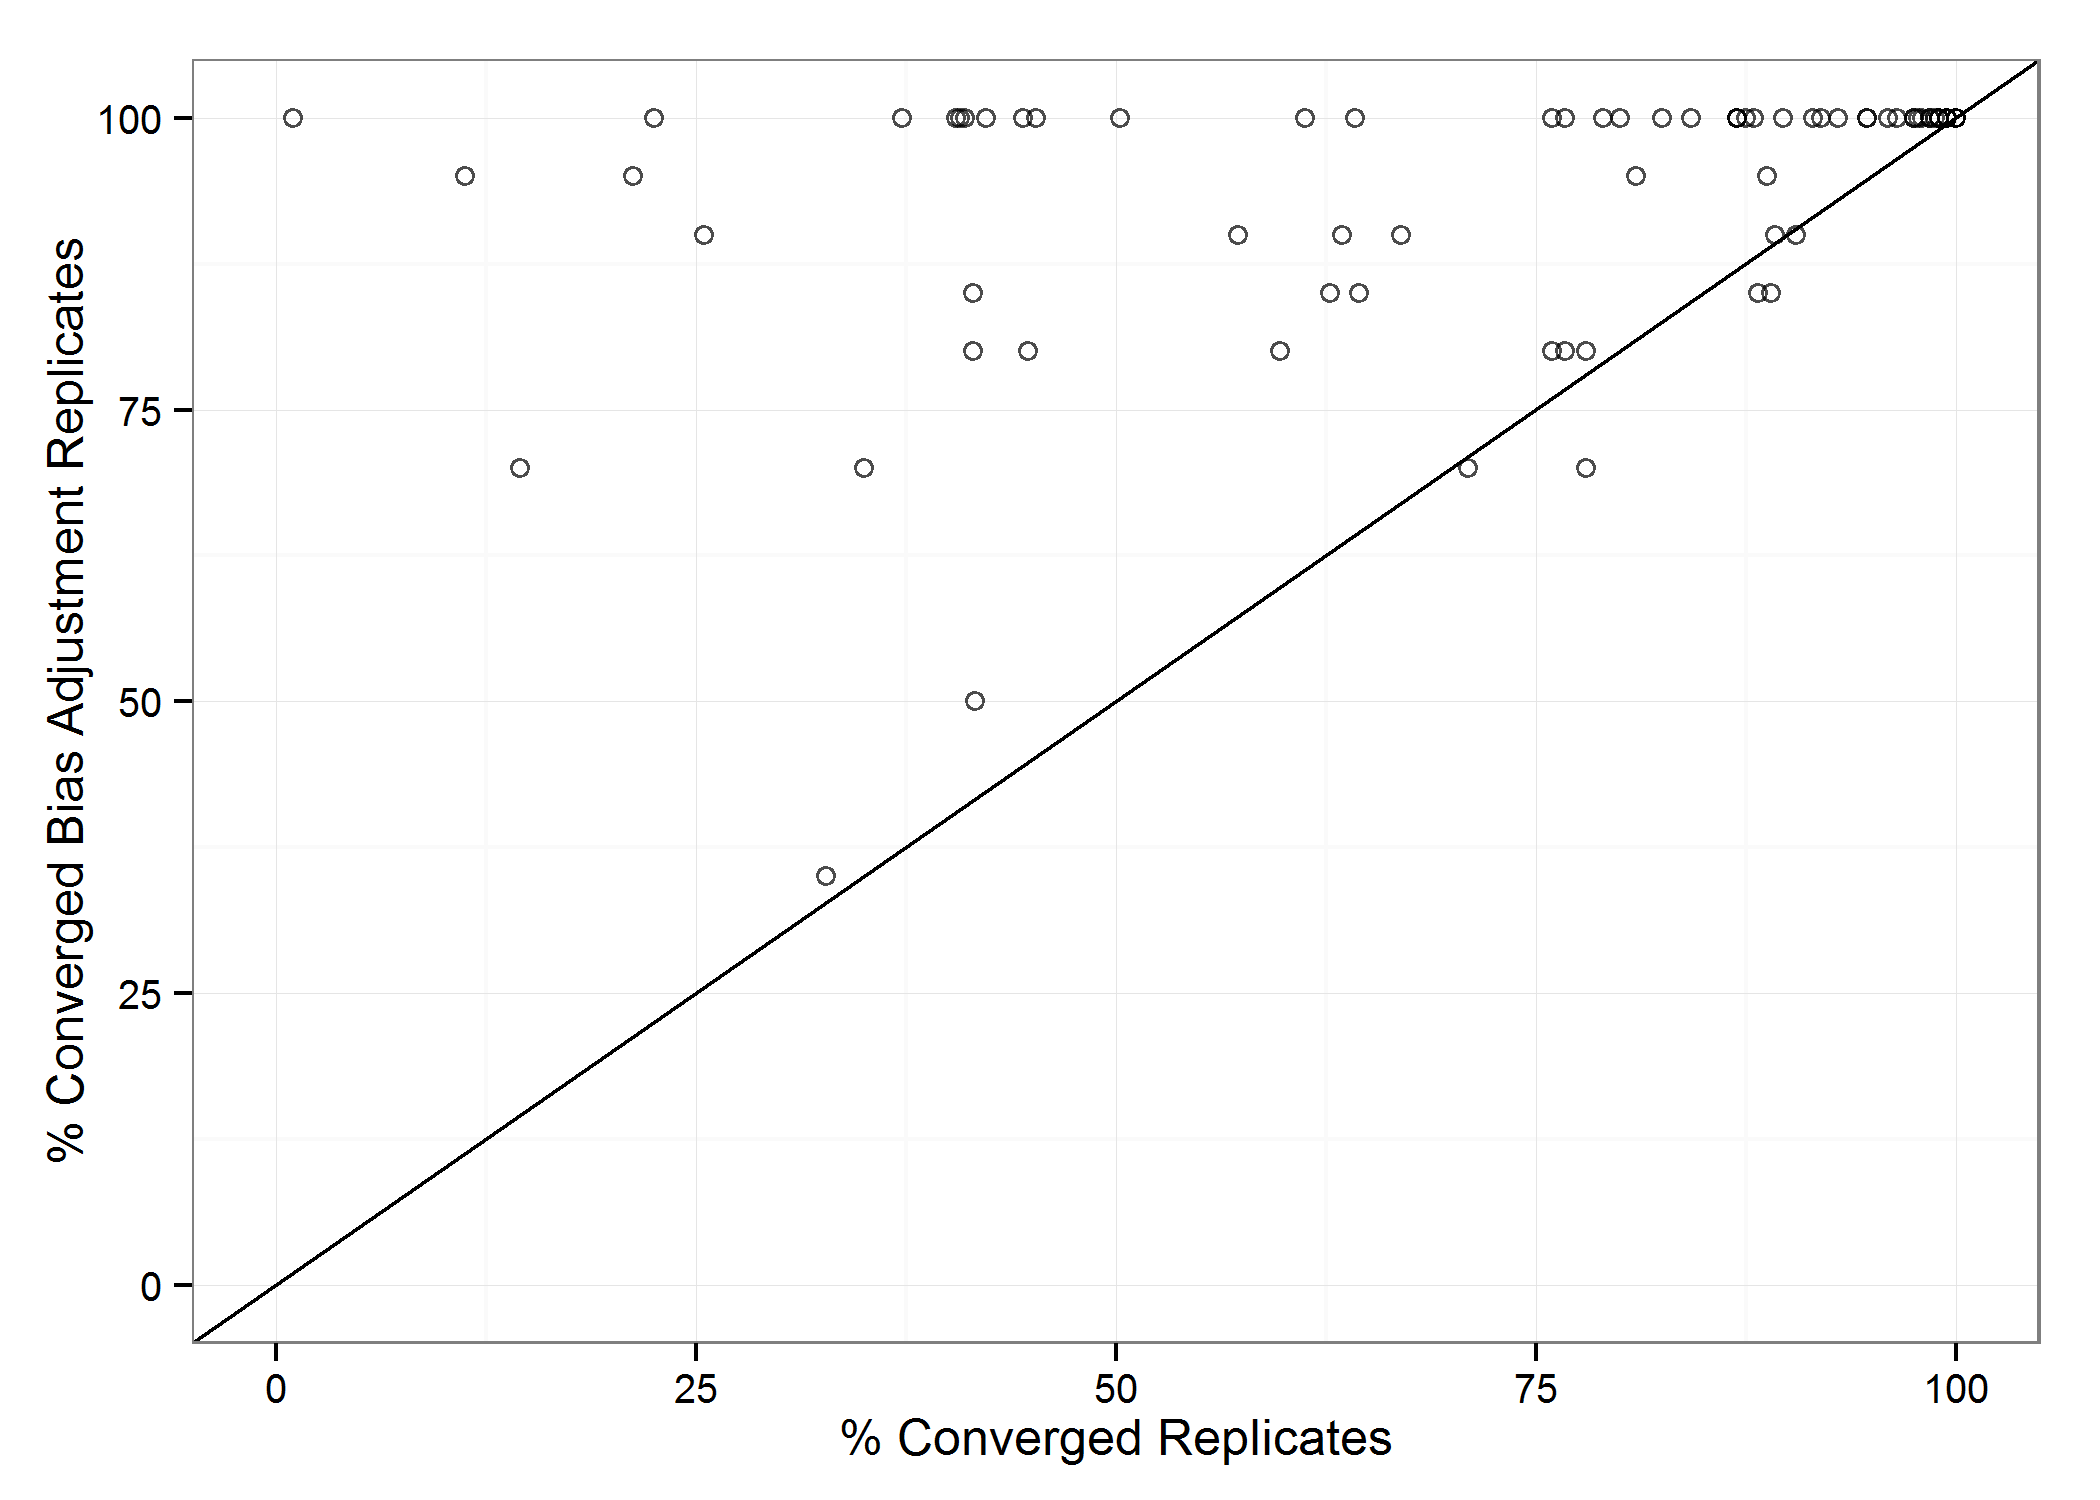 % Converged Bias Adjustment Replicates
100
75
50
25
0
0 25 50 75 100
% Converged Replicates